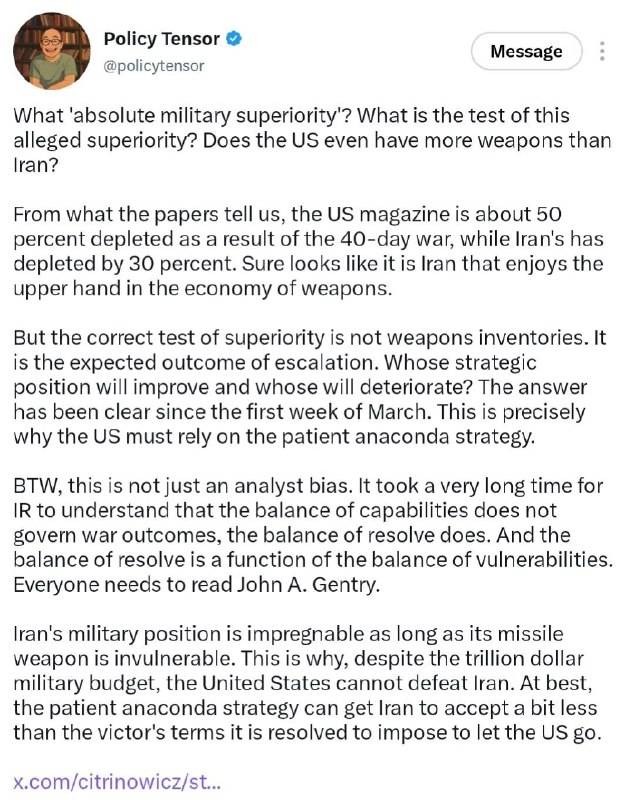 Policy Tensor
@policytensor
Message
What 'absolute military superiority'? What is the test of this
alleged superiority? Does the US even have more weapons than
Iran?
From what the papers tell us, the US magazine is about 50
percent depleted as a result of the 40-day war, while Iran's has
depleted by 30 percent. Sure looks like it is Iran that enjoys the
upper hand in the economy of weapons.
But the correct test of superiority is not weapons inventories. It
is the expected outcome of escalation. Whose strategic
position will improve and whose will deteriorate? The answer
has been clear since the first week of March. This is precisely
why the US must rely on the patient anaconda strategy.
BTW, this is not just an analyst bias. It took a very long time for
IR to understand that the balance of capabilities does not
govern war outcomes, the balance of resolve does. And the
balance of resolve is a function of the balance of vulnerabilities.
Everyone needs to read John A. Gentry.
Iran's military position is impregnable as long as its missile
weapon is invulnerable. This is why, despite the trillion dollar
military budget, the United States cannot defeat Iran. At best,
the patient anaconda strategy can get Iran to accept a bit less
than the victor's terms it is resolved to impose to let the US go.
x.com/citrinowicz/st...